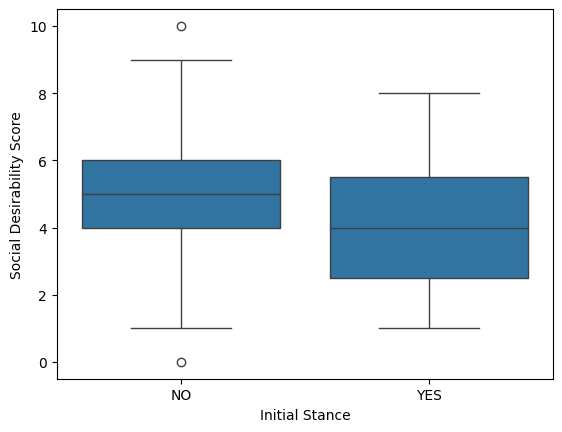 10
8
6
4
2
0
Social Desirability Score
NO
YES
Initial Stance